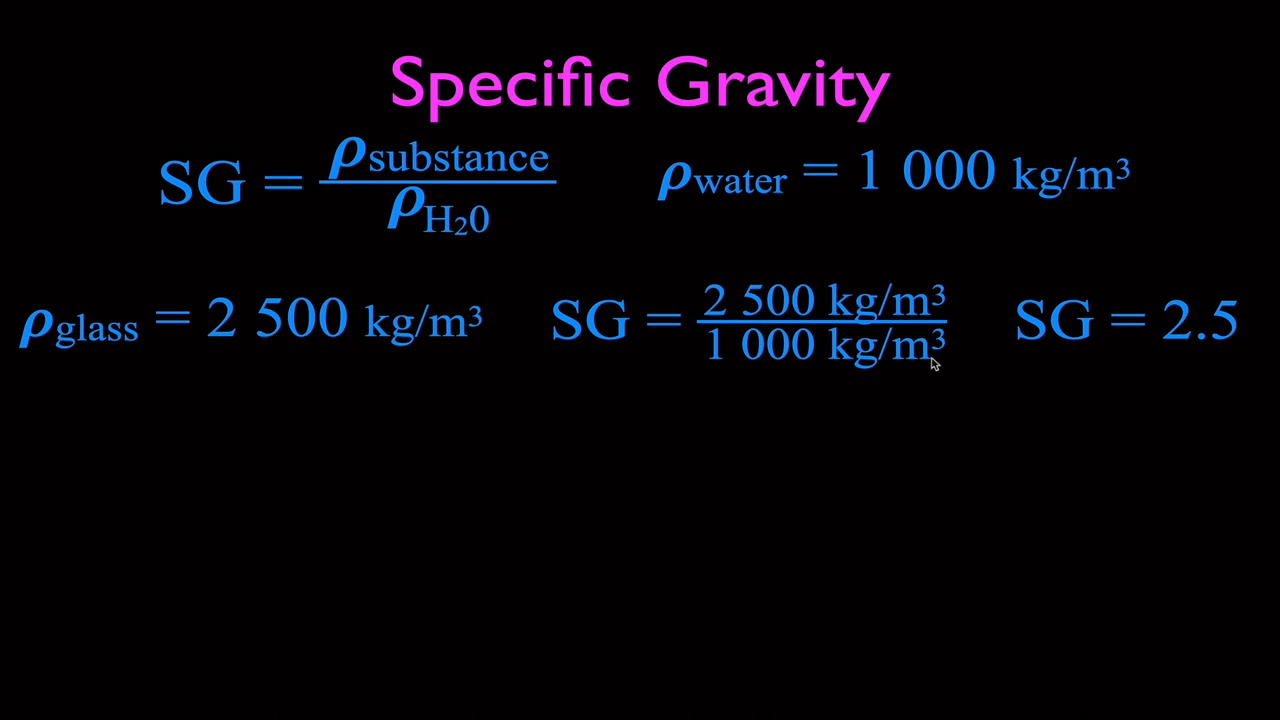 Specific Gravity
SG = ρsubstance / ρH₂0
ρwater = 1 000 kg/m³
ρglass = 2 500 kg/m³
SG = 2 500 kg/m³ / 1 000 kg/m³
SG = 2.5